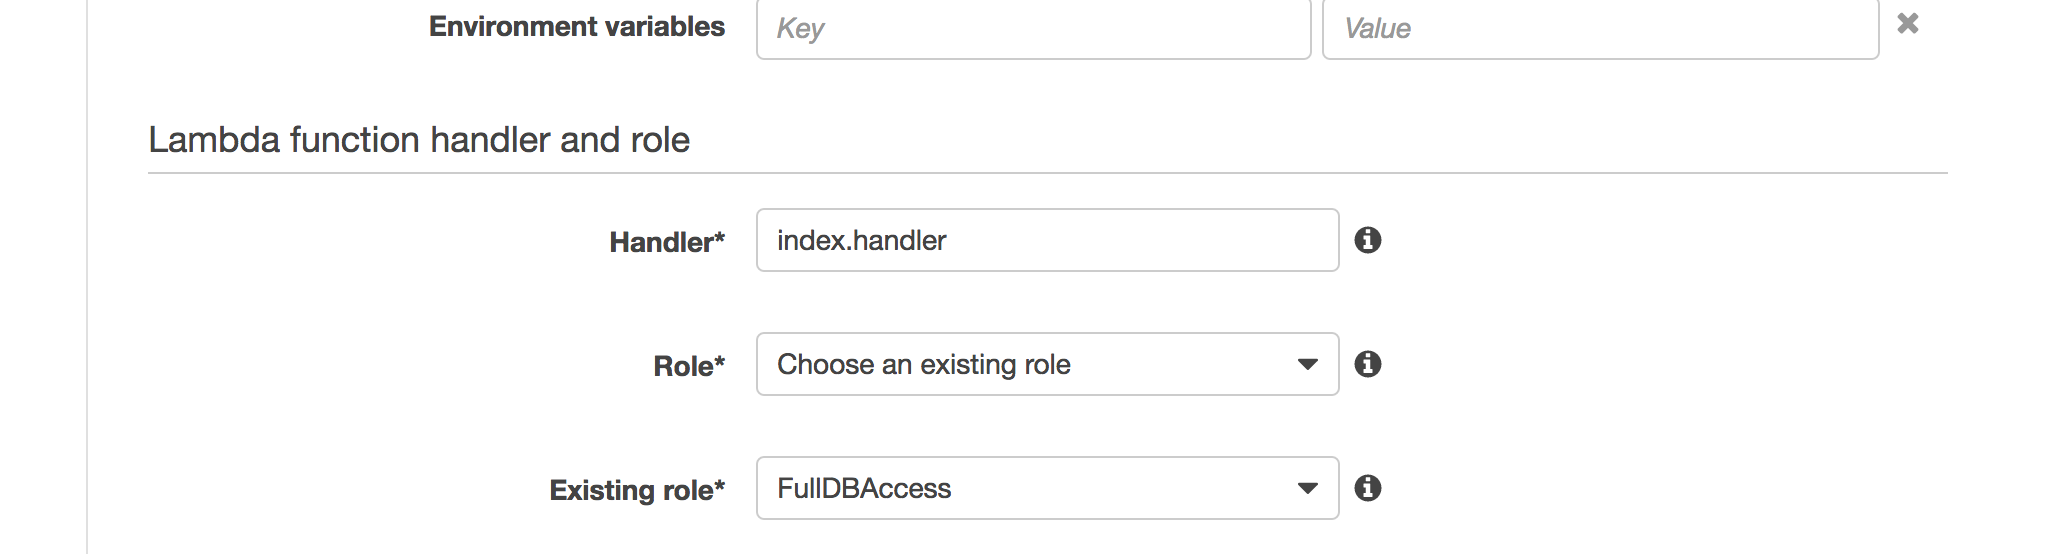 Environment variables Key Value
Lambda function handler and role
Handler* index.handler
Role* Choose an existing role
Existing role* FullDBAccess